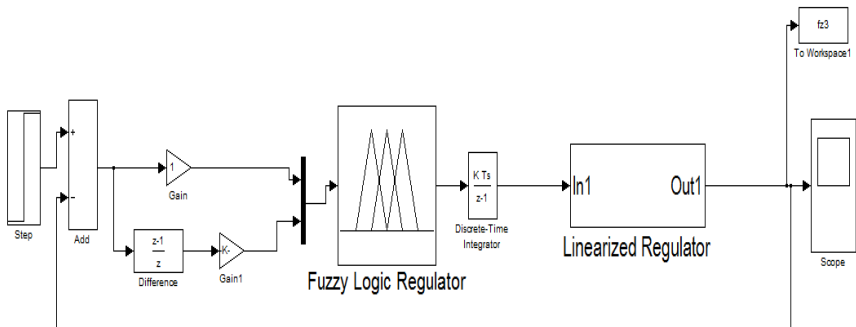 fz3
To Workspace1
+
−
Step
Add
1
Gain
z-1
z
Difference
K-
Gain1
Fuzzy Logic Regulator
K Ts
z-1
Discrete-Time
Integrator
In1
Out1
Linearized Regulator
Scope